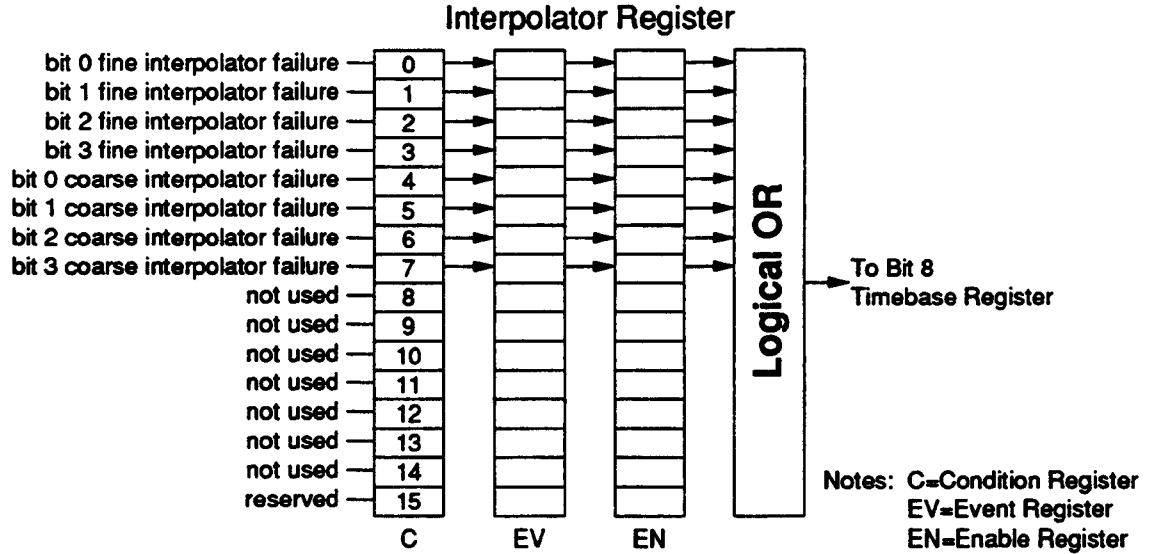 Interpolator Register
bit 0 fine interpolator failure 0
bit 1 fine interpolator failure 1
bit 2 fine interpolator failure 2
bit 3 fine interpolator failure 3
bit 0 coarse interpolator failure 4
bit 1 coarse interpolator failure 5
bit 2 coarse interpolator failure 6
bit 3 coarse interpolator failure 7
not used 8
not used 9
not used 10
not used 11
not used 12
not used 13
not used 14
reserved 15
C EV EN
Logical OR
To Bit 8
Timebase Register
Notes: C=Condition Register
EV=Event Register
EN=Enable Register